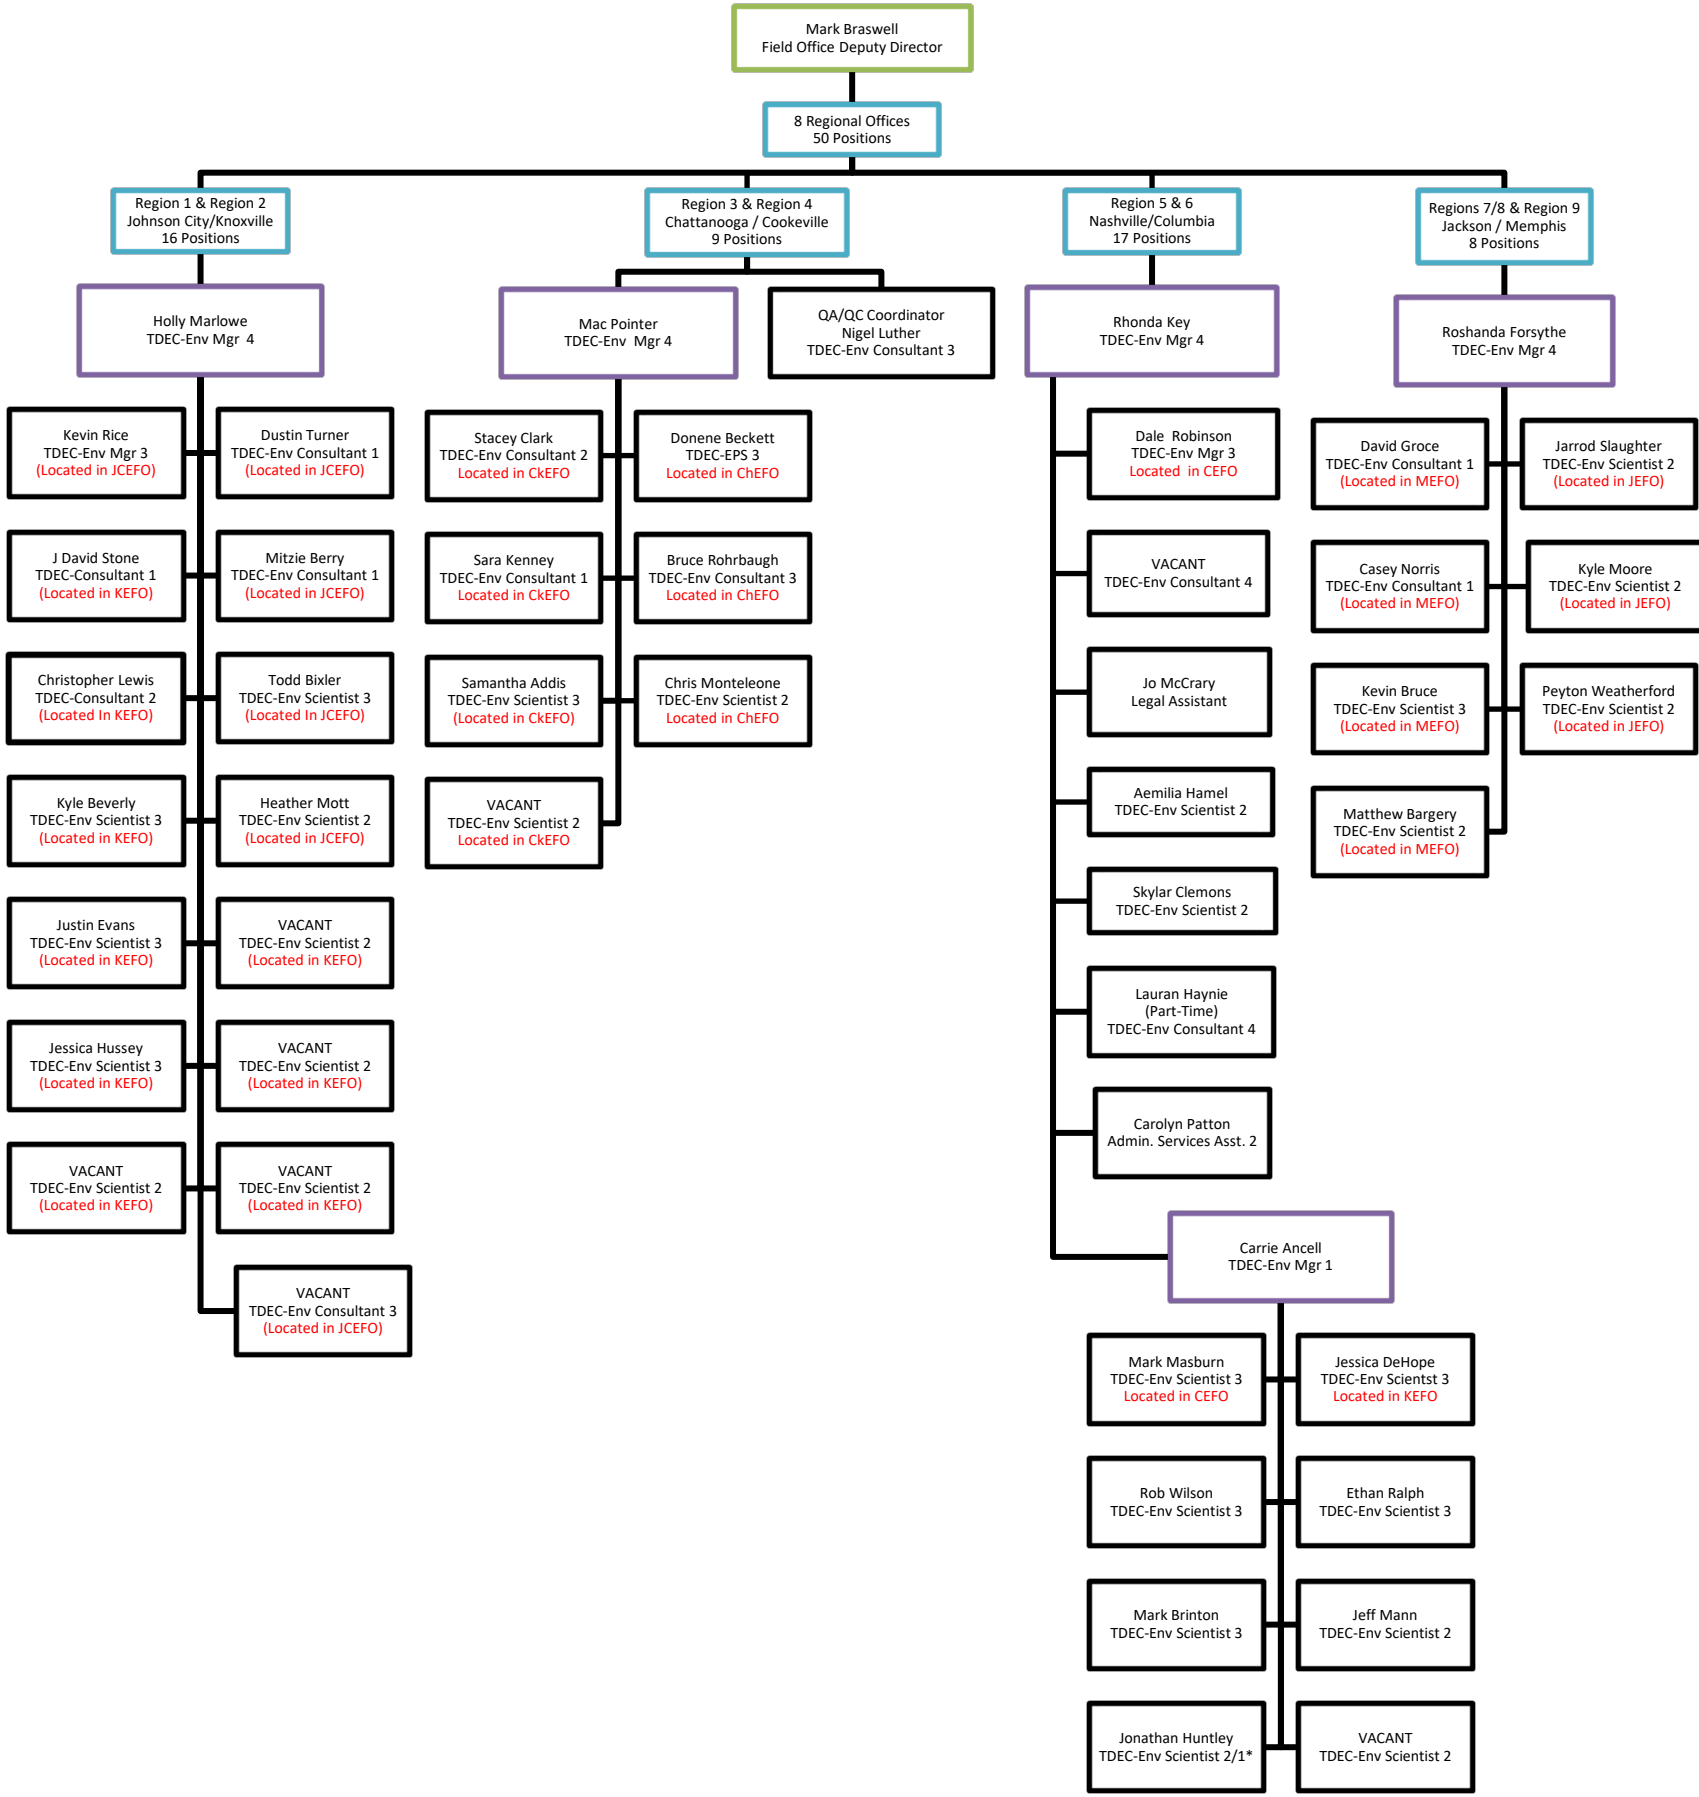 Mark Braswell
Field Office Deputy Director
8 Regional Offices
50 Positions
Region 1 & Region 2
Johnson City/Knoxville
16 Positions
Holly Marlowe
TDEC-Env Mgr 4
Kevin Rice
TDEC-Env Mgr 3
(Located in JCEFO)
Dustin Turner
TDEC-Env Consultant 1
(Located in JCEFO)
J David Stone
TDEC-Consultant 1
(Located in KEFO)
Mitzie Berry
TDEC-Env Consultant 1
(Located in JCEFO)
Christopher Lewis
TDEC-Consultant 2
(Located In KEFO)
Todd Bixler
TDEC-Env Scientist 3
(Located In JCEFO)
Kyle Beverly
TDEC-Env Scientist 3
(Located in KEFO)
Heather Mott
TDEC-Env Scientist 2
(Located in JCEFO)
Justin Evans
TDEC-Env Scientist 3
(Located in KEFO)
VACANT
TDEC-Env Scientist 2
(Located in KEFO)
Jessica Hussey
TDEC-Env Scientist 3
(Located in KEFO)
VACANT
TDEC-Env Scientist 2
(Located in KEFO)
VACANT
TDEC-Env Scientist 2
(Located in KEFO)
VACANT
TDEC-Env Scientist 2
(Located in KEFO)
VACANT
TDEC-Env Consultant 3
(Located in JCEFO)
Region 3 & Region 4
Chattanooga / Cookeville
9 Positions
Mac Pointer
TDEC-Env Mgr 4
QA/QC Coordinator
Nigel Luther
TDEC-Env Consultant 3
Stacey Clark
TDEC-Env Consultant 2
Located in CkEFO
Donene Beckett
TDEC-EPS 3
Located in ChEFO
Sara Kenney
TDEC-Env Consultant 1
Located in CkEFO
Bruce Rohrbaugh
TDEC-Env Consultant 3
Located in ChEFO
Samantha Addis
TDEC-Env Scientist 3
(Located in CkEFO)
Chris Monteleone
TDEC-Env Scientist 2
Located in ChEFO
VACANT
TDEC-Env Scientist 2
Located in CkEFO
Region 5 & 6
Nashville/Columbia
17 Positions
Rhonda Key
TDEC-Env Mgr 4
Dale Robinson
TDEC-Env Mgr 3
Located in CEFO
VACANT
TDEC-Env Consultant 4
Jo McCrary
Legal Assistant
Aemilia Hamel
TDEC-Env Scientist 2
Skylar Clemons
TDEC-Env Scientist 2
Lauran Haynie
(Part-Time)
TDEC-Env Consultant 4
Carolyn Patton
Admin. Services Asst. 2
Carrie Ancell
TDEC-Env Mgr 1
Mark Masburn
TDEC-Env Scientist 3
Located in CEFO
Jessica DeHope
TDEC-Env Scientst 3
Located in KEFO
Rob Wilson
TDEC-Env Scientist 3
Ethan Ralph
TDEC-Env Scientist 3
Mark Brinton
TDEC-Env Scientist 3
Jeff Mann
TDEC-Env Scientist 2
Jonathan Huntley
TDEC-Env Scientist 2/1*
VACANT
TDEC-Env Scientist 2
Regions 7/8 & Region 9
Jackson / Memphis
8 Positions
Roshanda Forsythe
TDEC-Env Mgr 4
David Groce
TDEC-Env Consultant 1
(Located in MEFO)
Jarrod Slaughter
TDEC-Env Scientist 2
(Located in JEFO)
Casey Norris
TDEC-Env Consultant 1
(Located in MEFO)
Kyle Moore
TDEC-Env Scientist 2
(Located in JEFO)
Kevin Bruce
TDEC-Env Scientist 3
(Located in MEFO)
Peyton Weatherford
TDEC-Env Scientist 2
(Located in JEFO)
Matthew Bargery
TDEC-Env Scientist 2
(Located in MEFO)